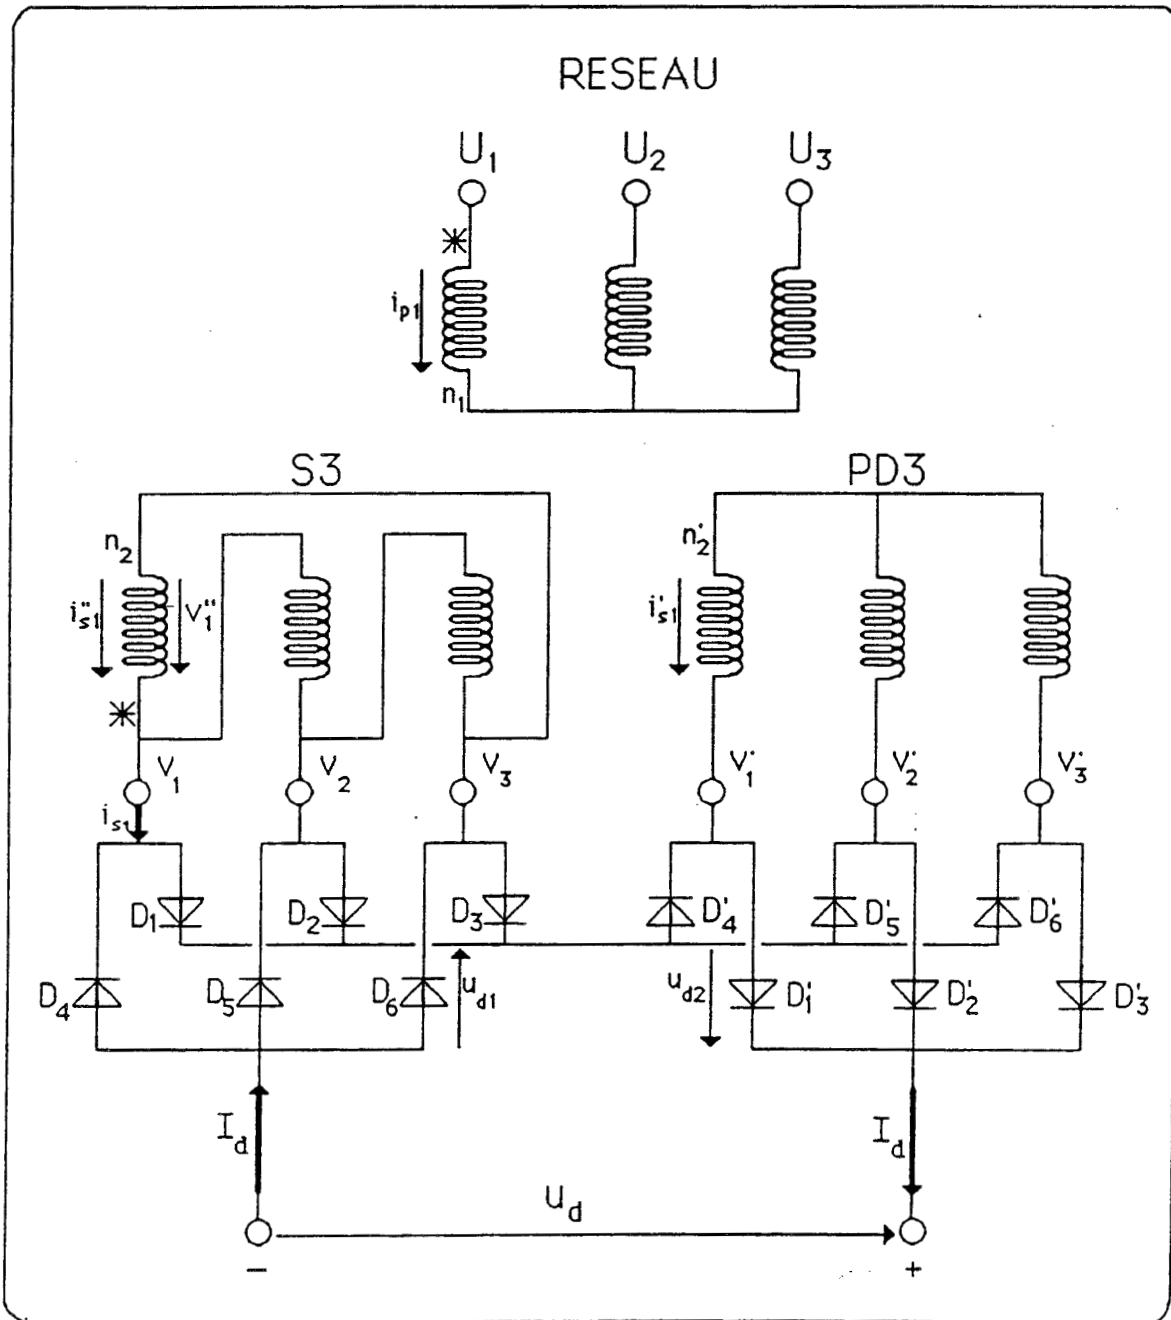 RESEAU
U1 U2 U3
ip1
n1
S3 PD3
n2 n'2
i"s1 V"1 i's1
V1 V2 V3 V'1 V'2 V'3
is1
D1 D2 D3 D'4 D'5 D'6
D4 D5 D6 ud1 ud2 D'1 D'2 D'3
Id Id
ud
− +